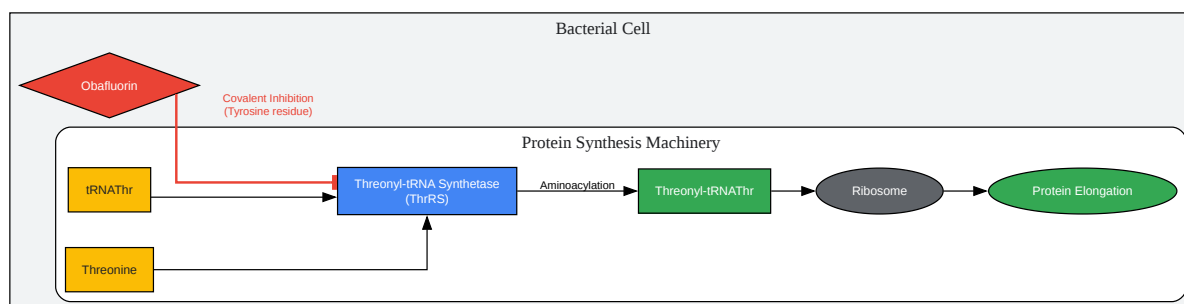 Bacterial Cell
Obafluorin
Covalent Inhibition
(Tyrosine residue)
Protein Synthesis Machinery
tRNAThr
Threonyl-tRNA Synthetase
(ThrRS)
Aminoacylation
Threonyl-tRNAThr
Ribosome
Protein Elongation
Threonine